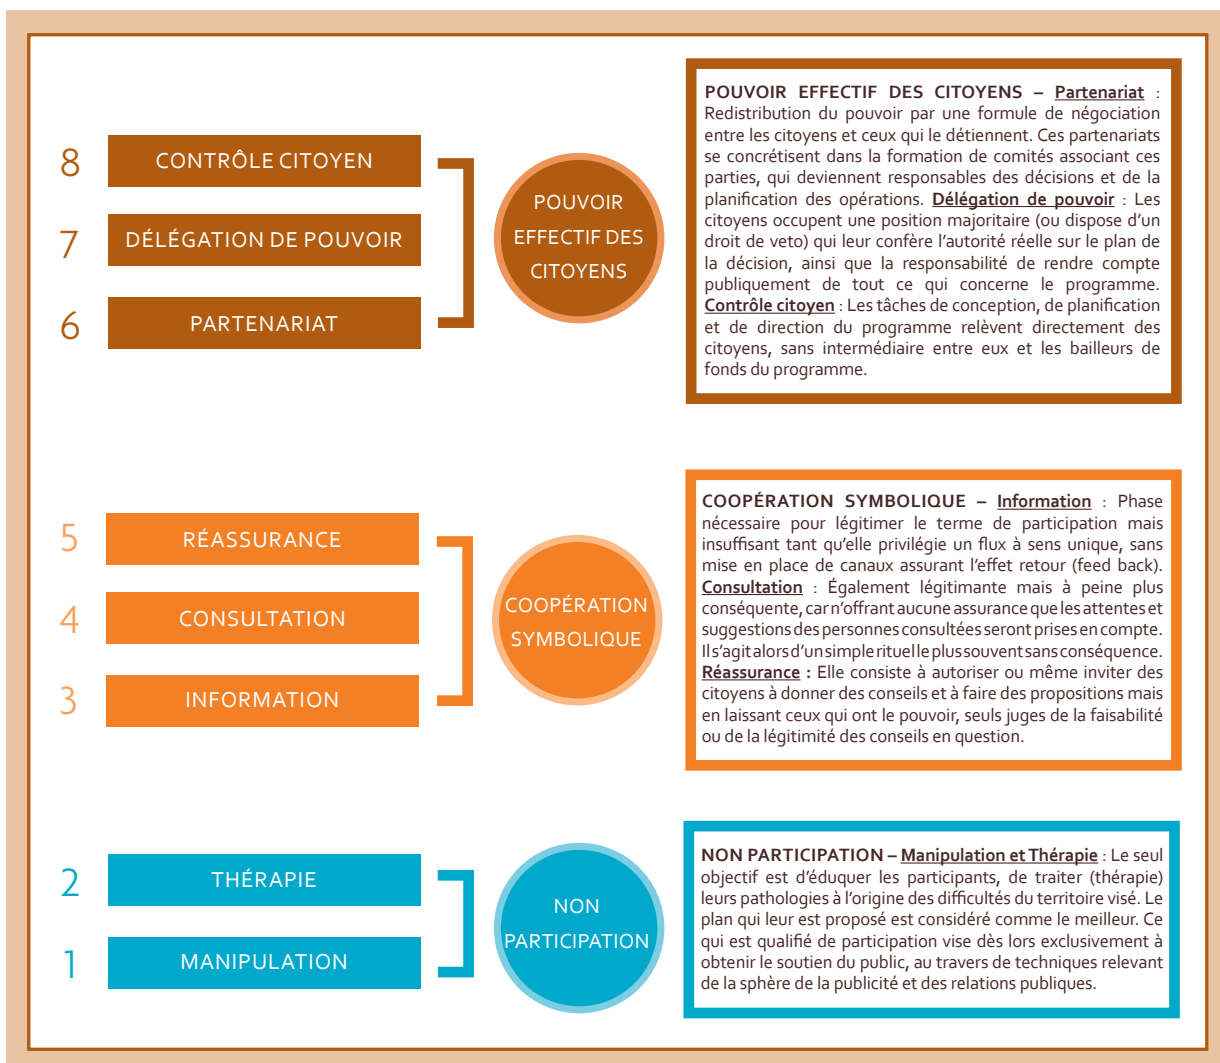 8
CONTRÔLE CITOYEN
7
DÉLÉGATION DE POUVOIR
6
PARTENARIAT
POUVOIR
EFFECTIF DES
CITOYENS
POUVOIR EFFECTIF DES CITOYENS – Partenariat :
Redistribution du pouvoir par une formule de négociation
entre les citoyens et ceux qui le détiennent. Ces partenariats
se concrétisent dans la formation de comités associant ces
parties, qui deviennent responsables des décisions et de la
planification des opérations. Délégation de pouvoir : Les
citoyens occupent une position majoritaire (ou dispose d'un
droit de veto) qui leur confère l'autorité réelle sur le plan de
la décision, ainsi que la responsabilité de rendre compte
publiquement de tout ce qui concerne le programme.
Contrôle citoyen : Les tâches de conception, de planification
et de direction du programme relèvent directement des
citoyens, sans intermédiaire entre eux et les bailleurs de
fonds du programme.
5
RÉASSURANCE
4
CONSULTATION
3
INFORMATION
COOPÉRATION
SYMBOLIQUE
COOPÉRATION SYMBOLIQUE – Information : Phase
nécessaire pour légitimer le terme de participation mais
insuffisant tant qu'elle privilégie un flux à sens unique, sans
mise en place de canaux assurant l'effet retour (feed back).
Consultation : Également légitimante mais à peine plus
conséquente, car n'offrant aucune assurance que les attentes et
suggestions des personnes consultées seront prises en compte.
Il s'agit alors d'un simple rituel le plus souvent sans conséquence.
Réassurance : Elle consiste à autoriser ou même inviter des
citoyens à donner des conseils et à faire des propositions mais
en laissant ceux qui ont le pouvoir, seuls juges de la faisabilité
ou de la légitimité des conseils en question.
2
THÉRAPIE
1
MANIPULATION
NON
PARTICIPATION
NON PARTICIPATION – Manipulation et Thérapie : Le seul
objectif est d'éduquer les participants, de traiter (thérapie)
leurs pathologies à l'origine des difficultés du territoire visé. Le
plan qui leur est proposé est considéré comme le meilleur. Ce
qui est qualifié de participation vise dès lors exclusivement à
obtenir le soutien du public, au travers de techniques relevant
de la sphère de la publicité et des relations publiques.